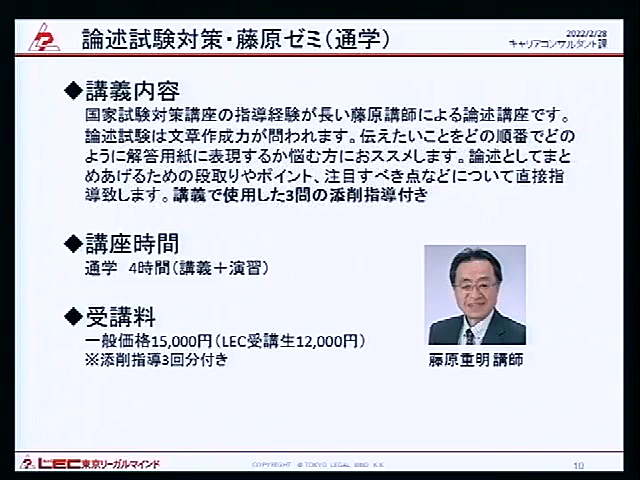 論述試験対策・藤原ゼミ（通学）
2022/2/28
キャリアコンサルタント課
◆講義内容
国家試験対策講座の指導経験が長い藤原講師による論述講座です。
論述試験は文章作成力が問われます。伝えたいことをどの順番でどの
ように解答用紙に表現するか悩む方におススメします。論述としてまと
めあげるための段取りやポイント、注目すべき点などについて直接指
導致します。講義で使用した3問の添削指導付き
◆講座時間
通学　4時間（講義＋演習）
◆受講料
一般価格15,000円（LEC受講生12,000円）
※添削指導3回分付き
藤原重明講師
LEC東京リーガルマインド
COPYRIGHT © TOKYO LEGAL MIND K.K
10